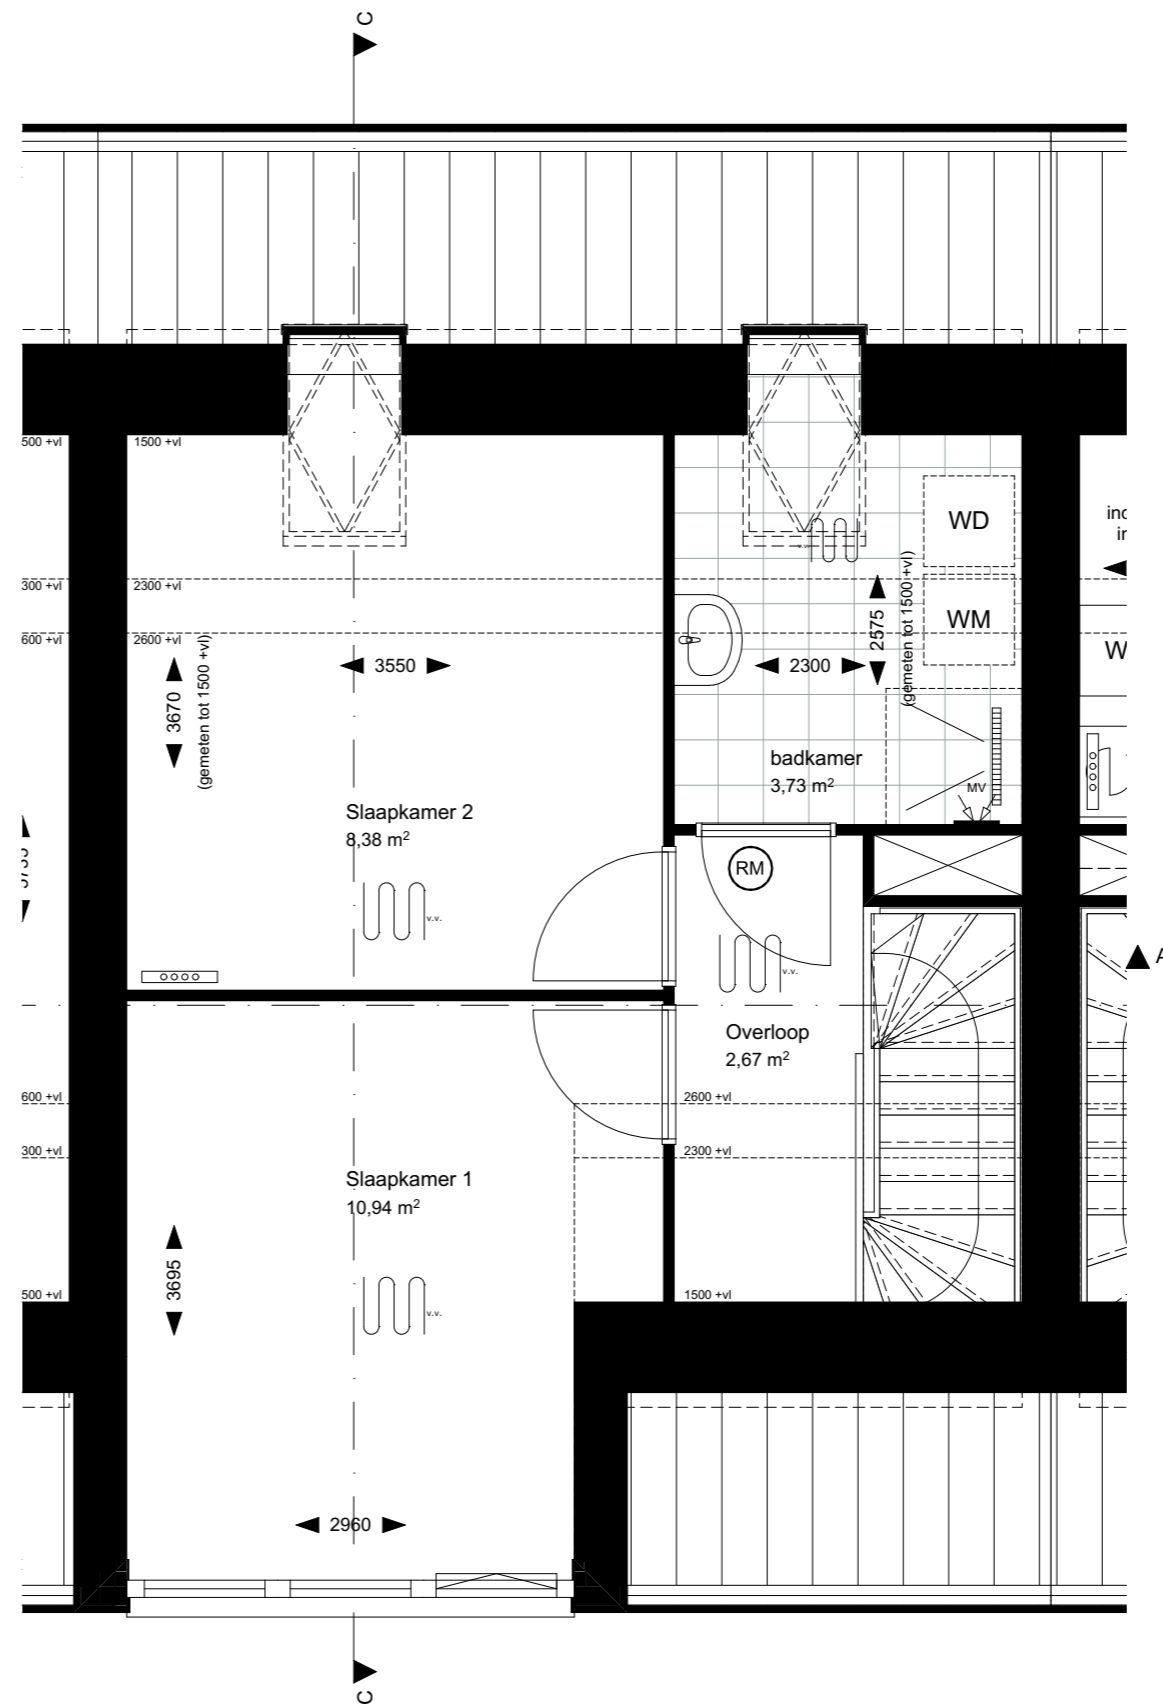 C
500 +vl
1500 +vl
WD
300 +vl
2300 +vl
v.v.
WM
600 +vl
2600 +vl
2575
(gemeten tot 1500 +vl)
3550
2300
3670
(gemeten tot 1500 +vl)
badkamer
3,73 m²
MV
Slaapkamer 2
8,38 m²
RM
v.v.
v.v.
A
Overloop
2,67 m²
600 +vl
2600 +vl
300 +vl
2300 +vl
Slaapkamer 1
10,94 m²
3695
500 +vl
1500 +vl
v.v.
2960
C